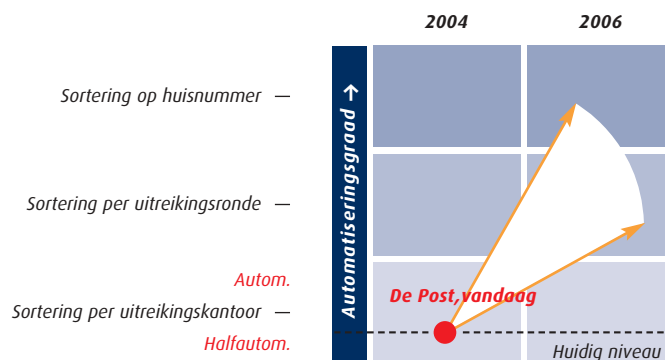 2004 2006
Sortering op huisnummer —
Sortering per uitreikingsronde —
Autom.
Sortering per uitreikingskantoor —
Halfautom.
Automatiseringsgraad →
De Post,vandaag
Huidig niveau